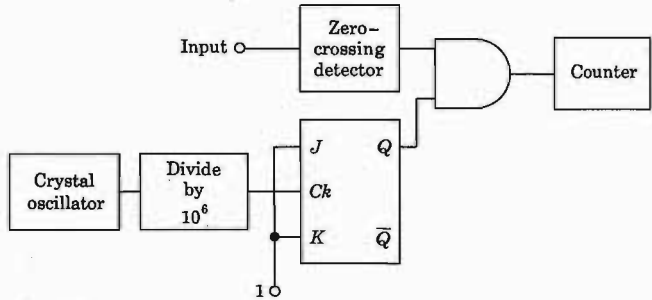 Zero-
crossing
detector
Input
Counter
J
Q
Crystal
oscillator
Divide
by
10⁶
Ck
K
Q̅
1